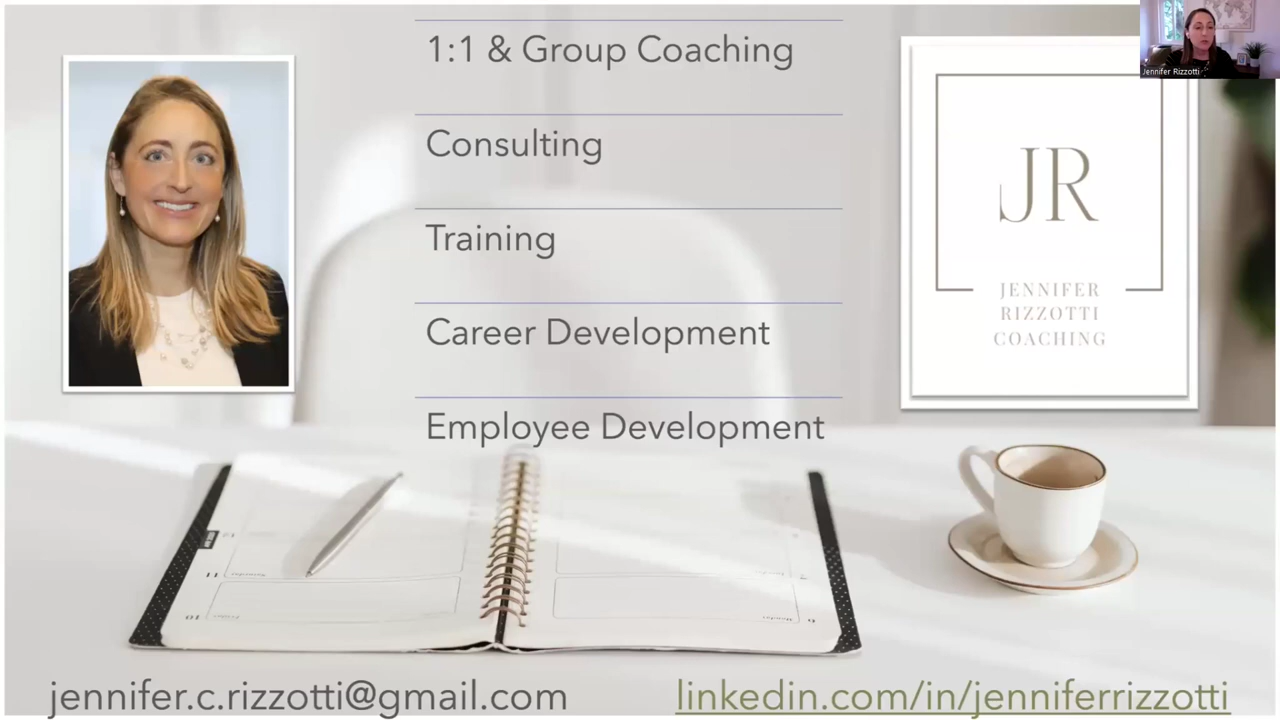 1:1 & Group Coaching
Jennifer Rizzotti
Consulting
JR
Training
JENNIFER
RIZZOTTI
COACHING
Career Development
Employee Development
jennifer.c.rizzotti@gmail.com
linkedin.com/in/jenniferrizzotti